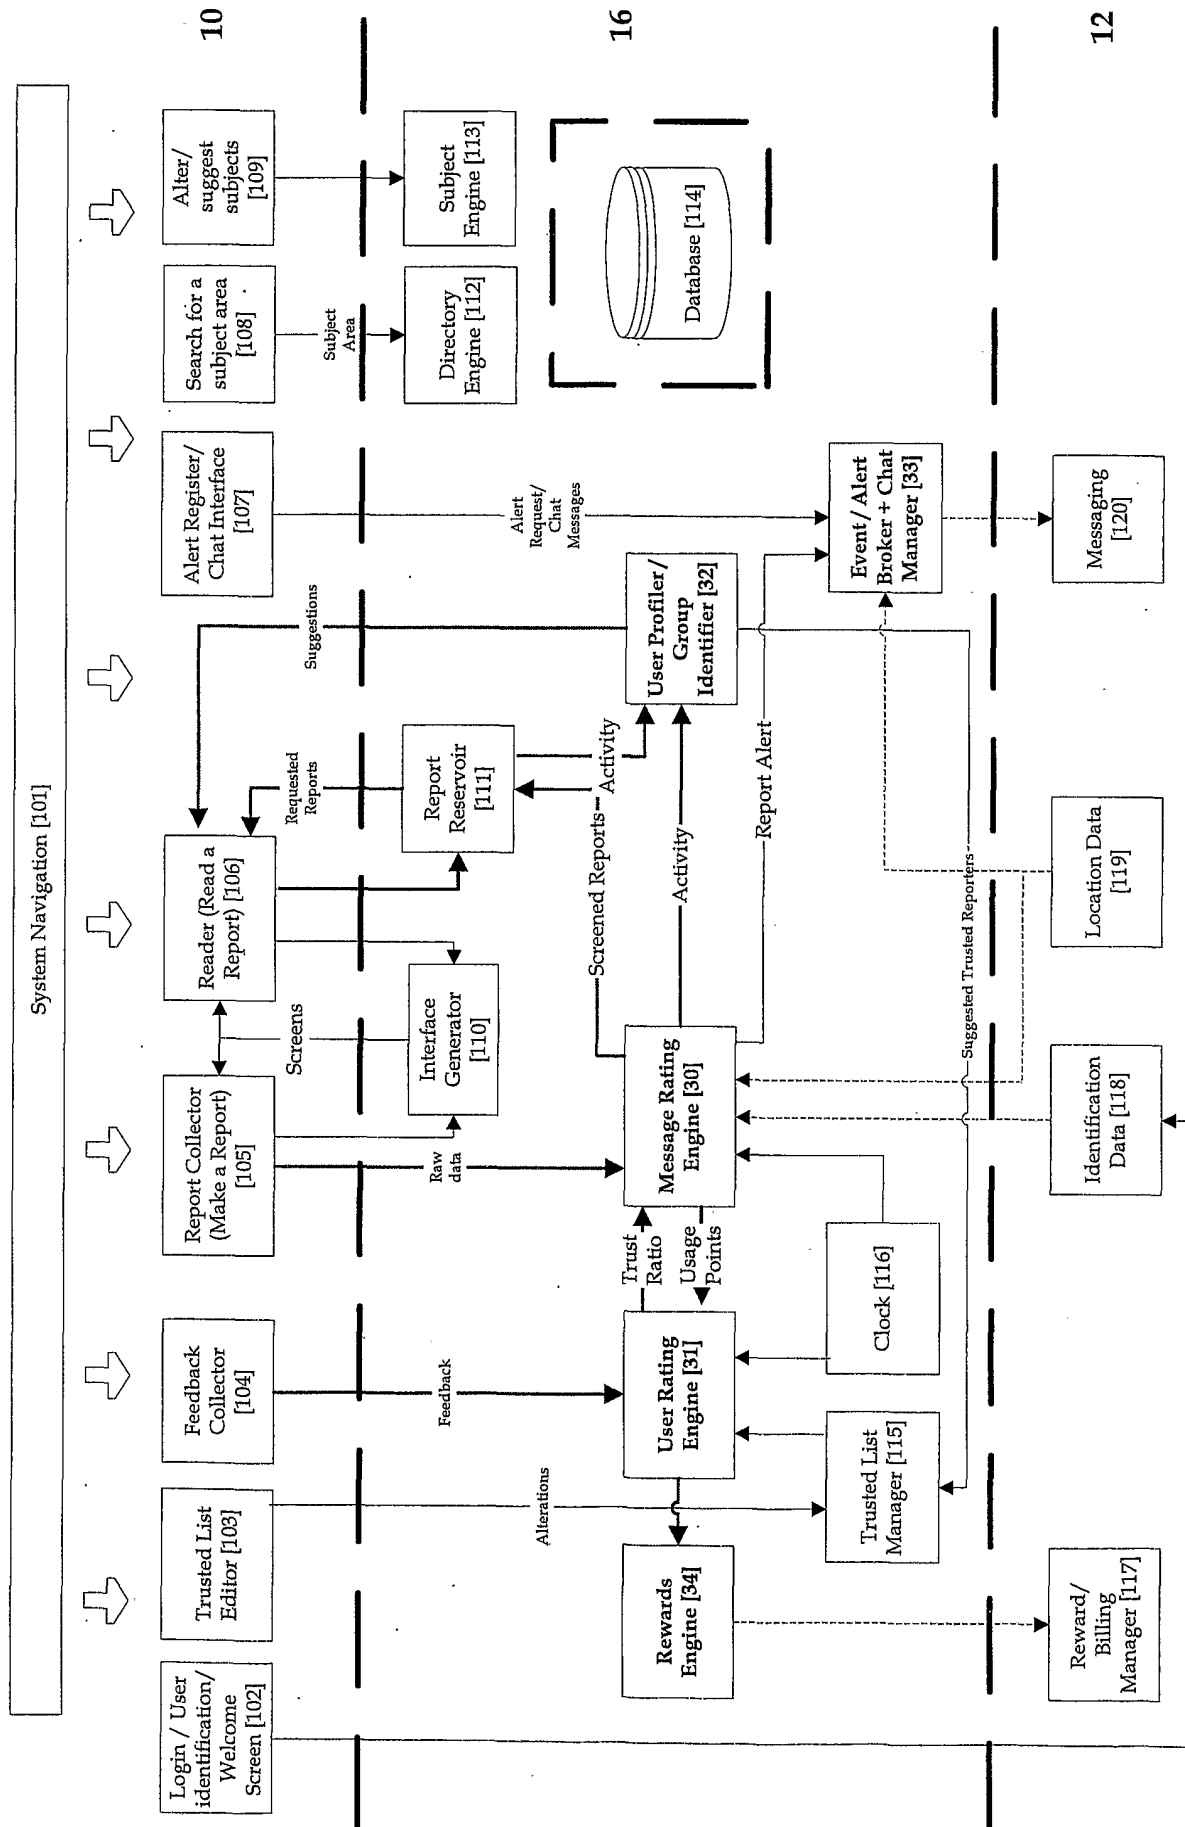 System Navigation [101]
10
Login / User
identification/
Welcome
Screen [102]
Trusted List
Editor [103]
Feedback
Collector
[104]
Report Collector
(Make a Report)
[105]
Reader (Read a
Report) [106]
Alert Register/
Chat Interface
[107]
Search for a
subject area
[108]
Alter/
suggest
subjects
[109]
Screens
Requested
Reports
Suggestions
Subject
Area
16
Raw
data
Interface
Generator
[110]
Report
Reservoir
[111]
Directory
Engine [112]
Subject
Engine [113]
Alterations
Feedback
Screened Reports
Activity
Alert
Request/
Chat
Messages
Rewards
Engine [34]
User Rating
Engine [31]
Trust
Ratio
Usage
Points
Message Rating
Engine [30]
Activity
User Profiler/
Group
Identifier [32]
Database [114]
Report Alert
Trusted List
Manager [115]
Clock [116]
Event/Alert
Broker + Chat
Manager [33]
Suggested Trusted Reporters
12
Reward/
Billing
Manager [117]
Identification
Data [118]
Location Data
[119]
Messaging
[120]